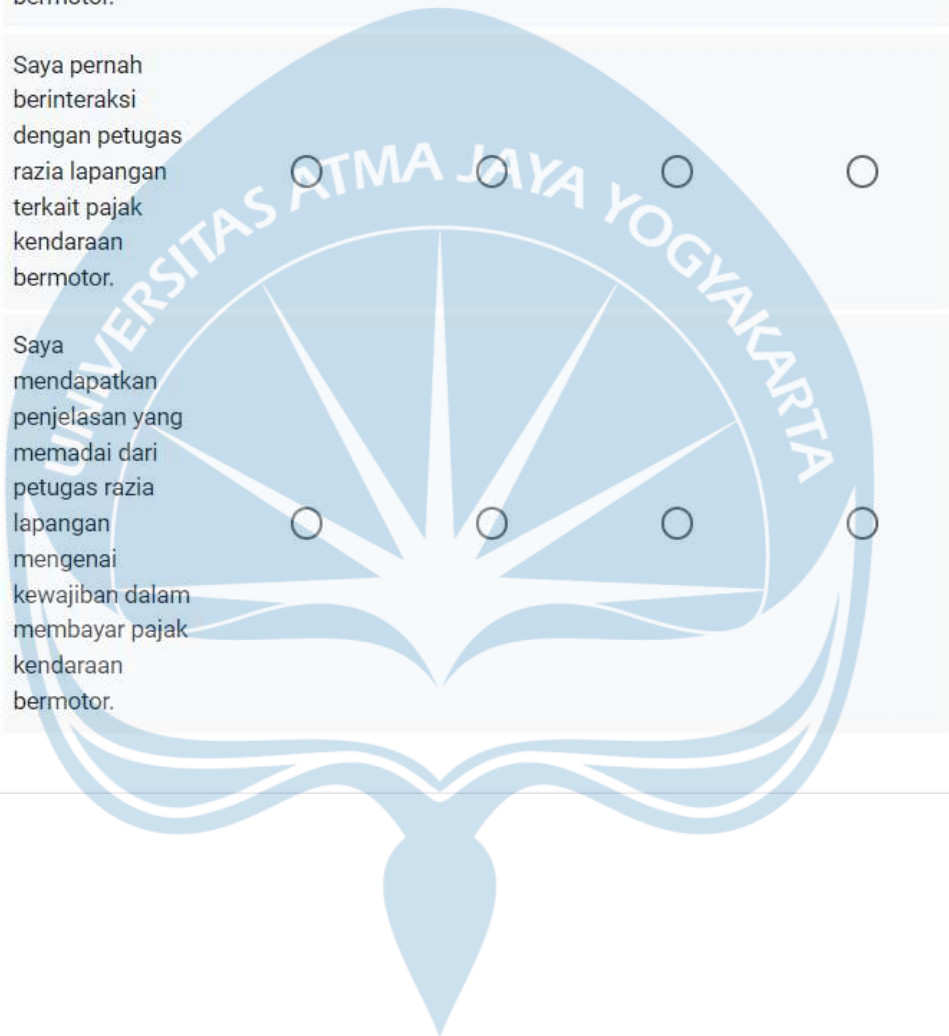 bermotor.
Saya pernah
berinteraksi
dengan petugas
razia lapangan
terkait pajak
kendaraan
bermotor.
UNIVERSITAS ATMA JAYA YOGYAKARTA
Saya
mendapatkan
penjelasan yang
memadai dari
petugas razia
lapangan
mengenai
kewajiban dalam
membayar pajak
kendaraan
bermotor.